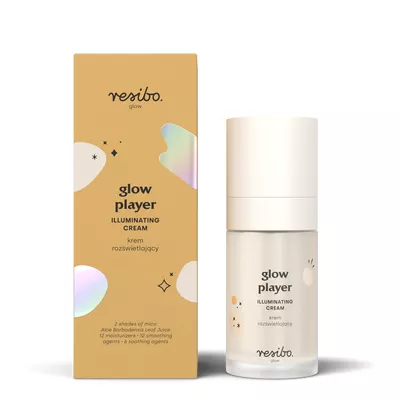 resibo.
glow
glow
player
ILLUMINATING
CREAM
krem
rozświetlający
2 shades of mica
Aloe Barbadensis Leaf Juice
12 moisturizers · 12 smoothing
agents · 6 soothing agents
glow
player
ILLUMINATING
CREAM
krem
rozświetlający
resibo.
glow